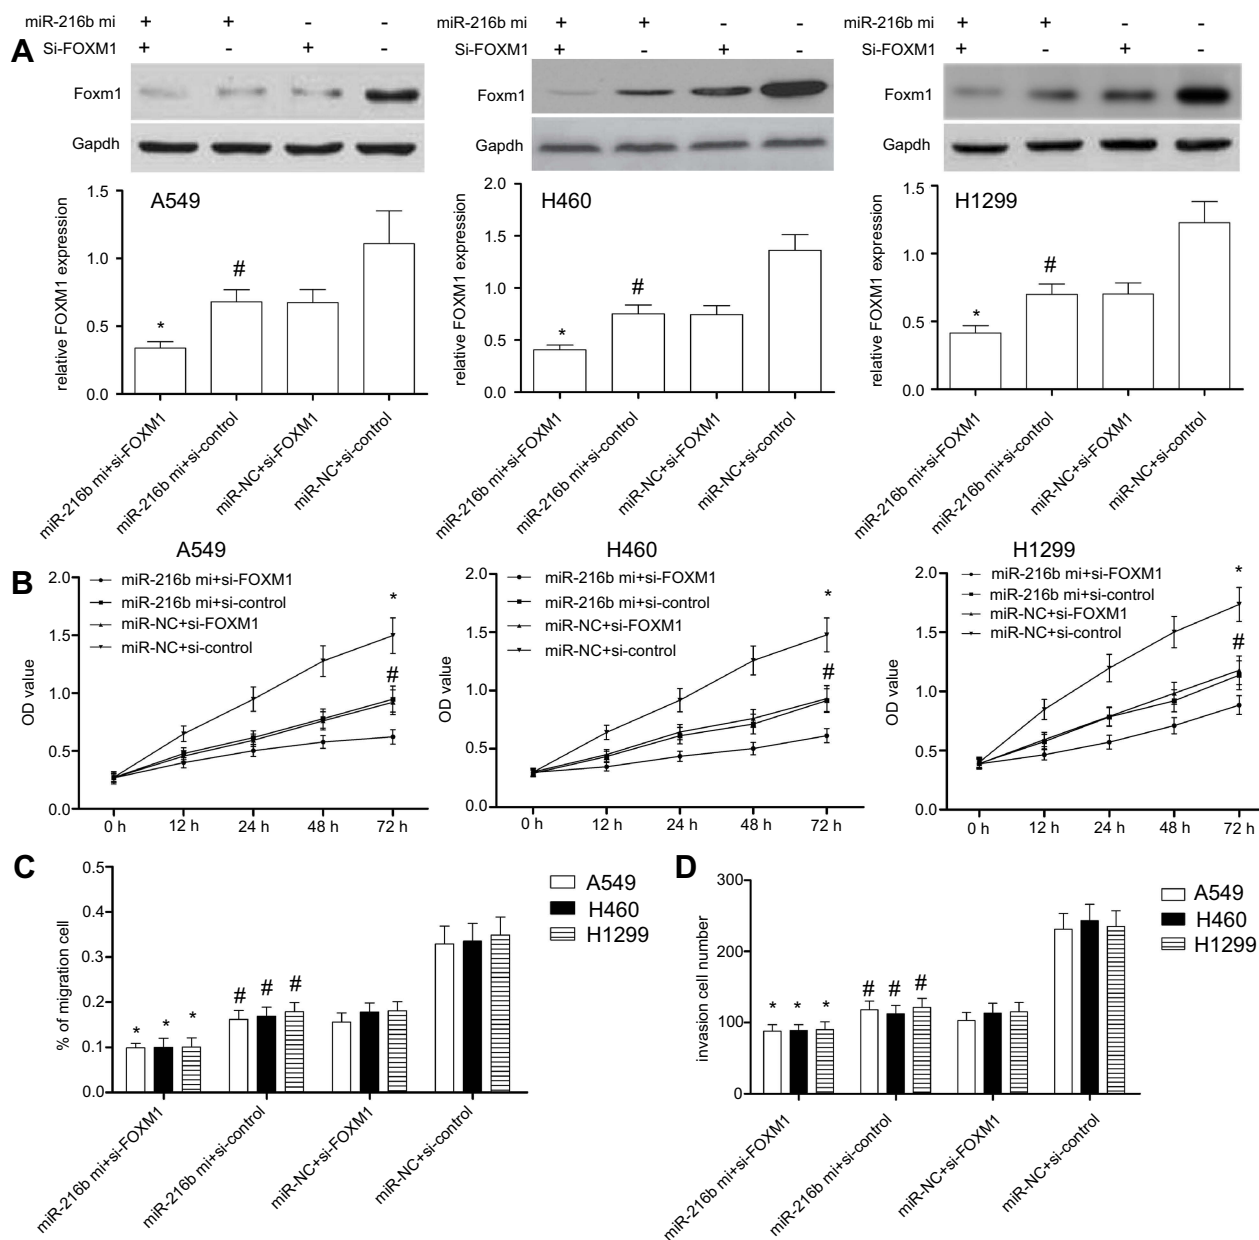 A
miR-216b mi + + - -
Si-FOXM1 + - + -
Foxm1
Gapdh
A549
relative FOXM1 expression
1.5
1.0
0.5
0.0
*
#
miR-216b mi+si-FOXM1
miR-216b mi+si-control
miR-NC+si-FOXM1
miR-NC+si-control
miR-216b mi + + - -
Si-FOXM1 + - + -
Foxm1
Gapdh
H460
relative FOXM1 expression
2.0
1.5
1.0
0.5
0.0
*
#
miR-216b mi+si-FOXM1
miR-216b mi+si-control
miR-NC+si-FOXM1
miR-NC+si-control
miR-216b mi + + - -
Si-FOXM1 + - + -
Foxm1
Gapdh
H1299
relative FOXM1 expression
1.5
1.0
0.5
0.0
*
#
miR-216b mi+si-FOXM1
miR-216b mi+si-control
miR-NC+si-FOXM1
miR-NC+si-control
B
A549
miR-216b mi+si-FOXM1
miR-216b mi+si-control
miR-NC+si-FOXM1
miR-NC+si-control
*
#
OD value
2.0
1.5
1.0
0.5
0.0
0 h 12 h 24 h 48 h 72 h
H460
miR-216b mi+si-FOXM1
miR-216b mi+si-control
miR-NC+si-FOXM1
miR-NC+si-control
*
#
OD value
2.0
1.5
1.0
0.5
0.0
0 h 12 h 24 h 48 h 72 h
H1299
miR-216b mi+si-FOXM1
miR-216b mi+si-control
miR-NC+si-FOXM1
miR-NC+si-control
*
#
OD value
2.0
1.5
1.0
0.5
0.0
0 h 12 h 24 h 48 h 72 h
C
% of migration cell
0.5
0.4
0.3
0.2
0.1
0.0
* * *
# # #
A549
H460
H1299
miR-216b mi+si-FOXM1
miR-216b mi+si-control
miR-NC+si-FOXM1
miR-NC+si-control
D
invasion cell number
300
200
100
0
* * *
# # #
A549
H460
H1299
miR-216b mi+si-FOXM1
miR-216b mi+si-control
miR-NC+si-FOXM1
miR-NC+si-control